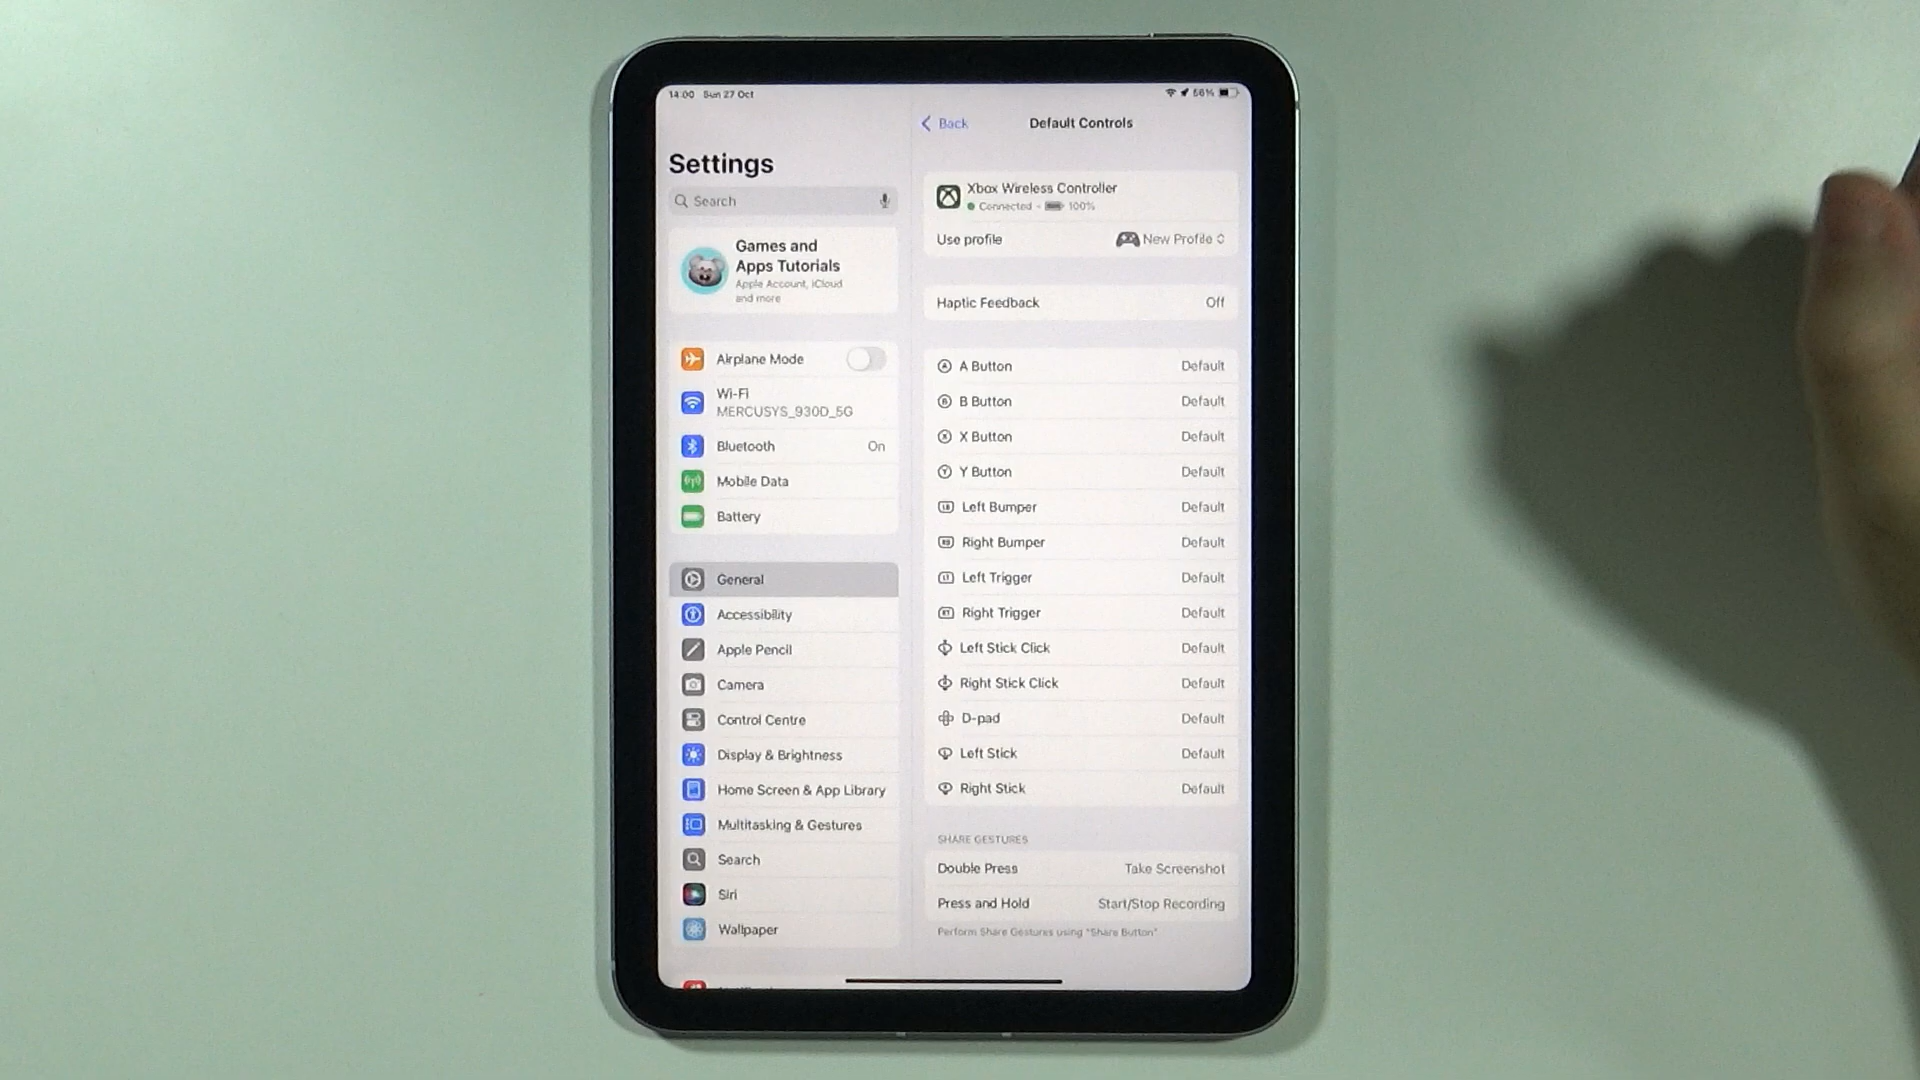 14:00 Sun 27 Oct
56%
Settings
Search
Games and
Apps Tutorials
Apple Account, iCloud
and more
Airplane Mode
Wi-Fi
MERCUSYS_930D_5G
Bluetooth On
Mobile Data
Battery
General
Accessibility
Apple Pencil
Camera
Control Centre
Display & Brightness
Home Screen & App Library
Multitasking & Gestures
Search
Siri
Wallpaper
Back
Default Controls
Xbox Wireless Controller
Connected - 100%
Use profile New Profile
Haptic Feedback Off
A Button Default
B Button Default
X Button Default
Y Button Default
Left Bumper Default
Right Bumper Default
Left Trigger Default
Right Trigger Default
Left Stick Click Default
Right Stick Click Default
D-pad Default
Left Stick Default
Right Stick Default
SHARE GESTURES
Double Press Take Screenshot
Press and Hold Start/Stop Recording
Perform Share Gestures using "Share Button"